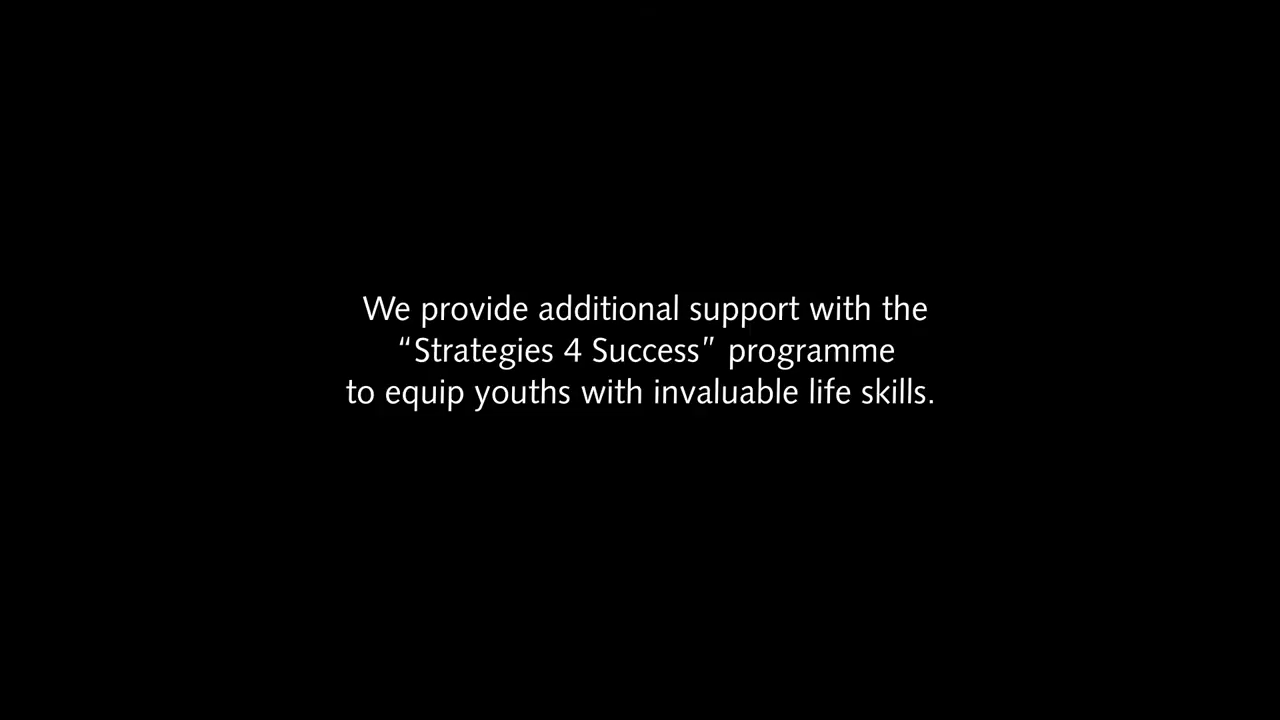 We provide additional support with the
“Strategies 4 Success” programme
to equip youths with invaluable life skills.